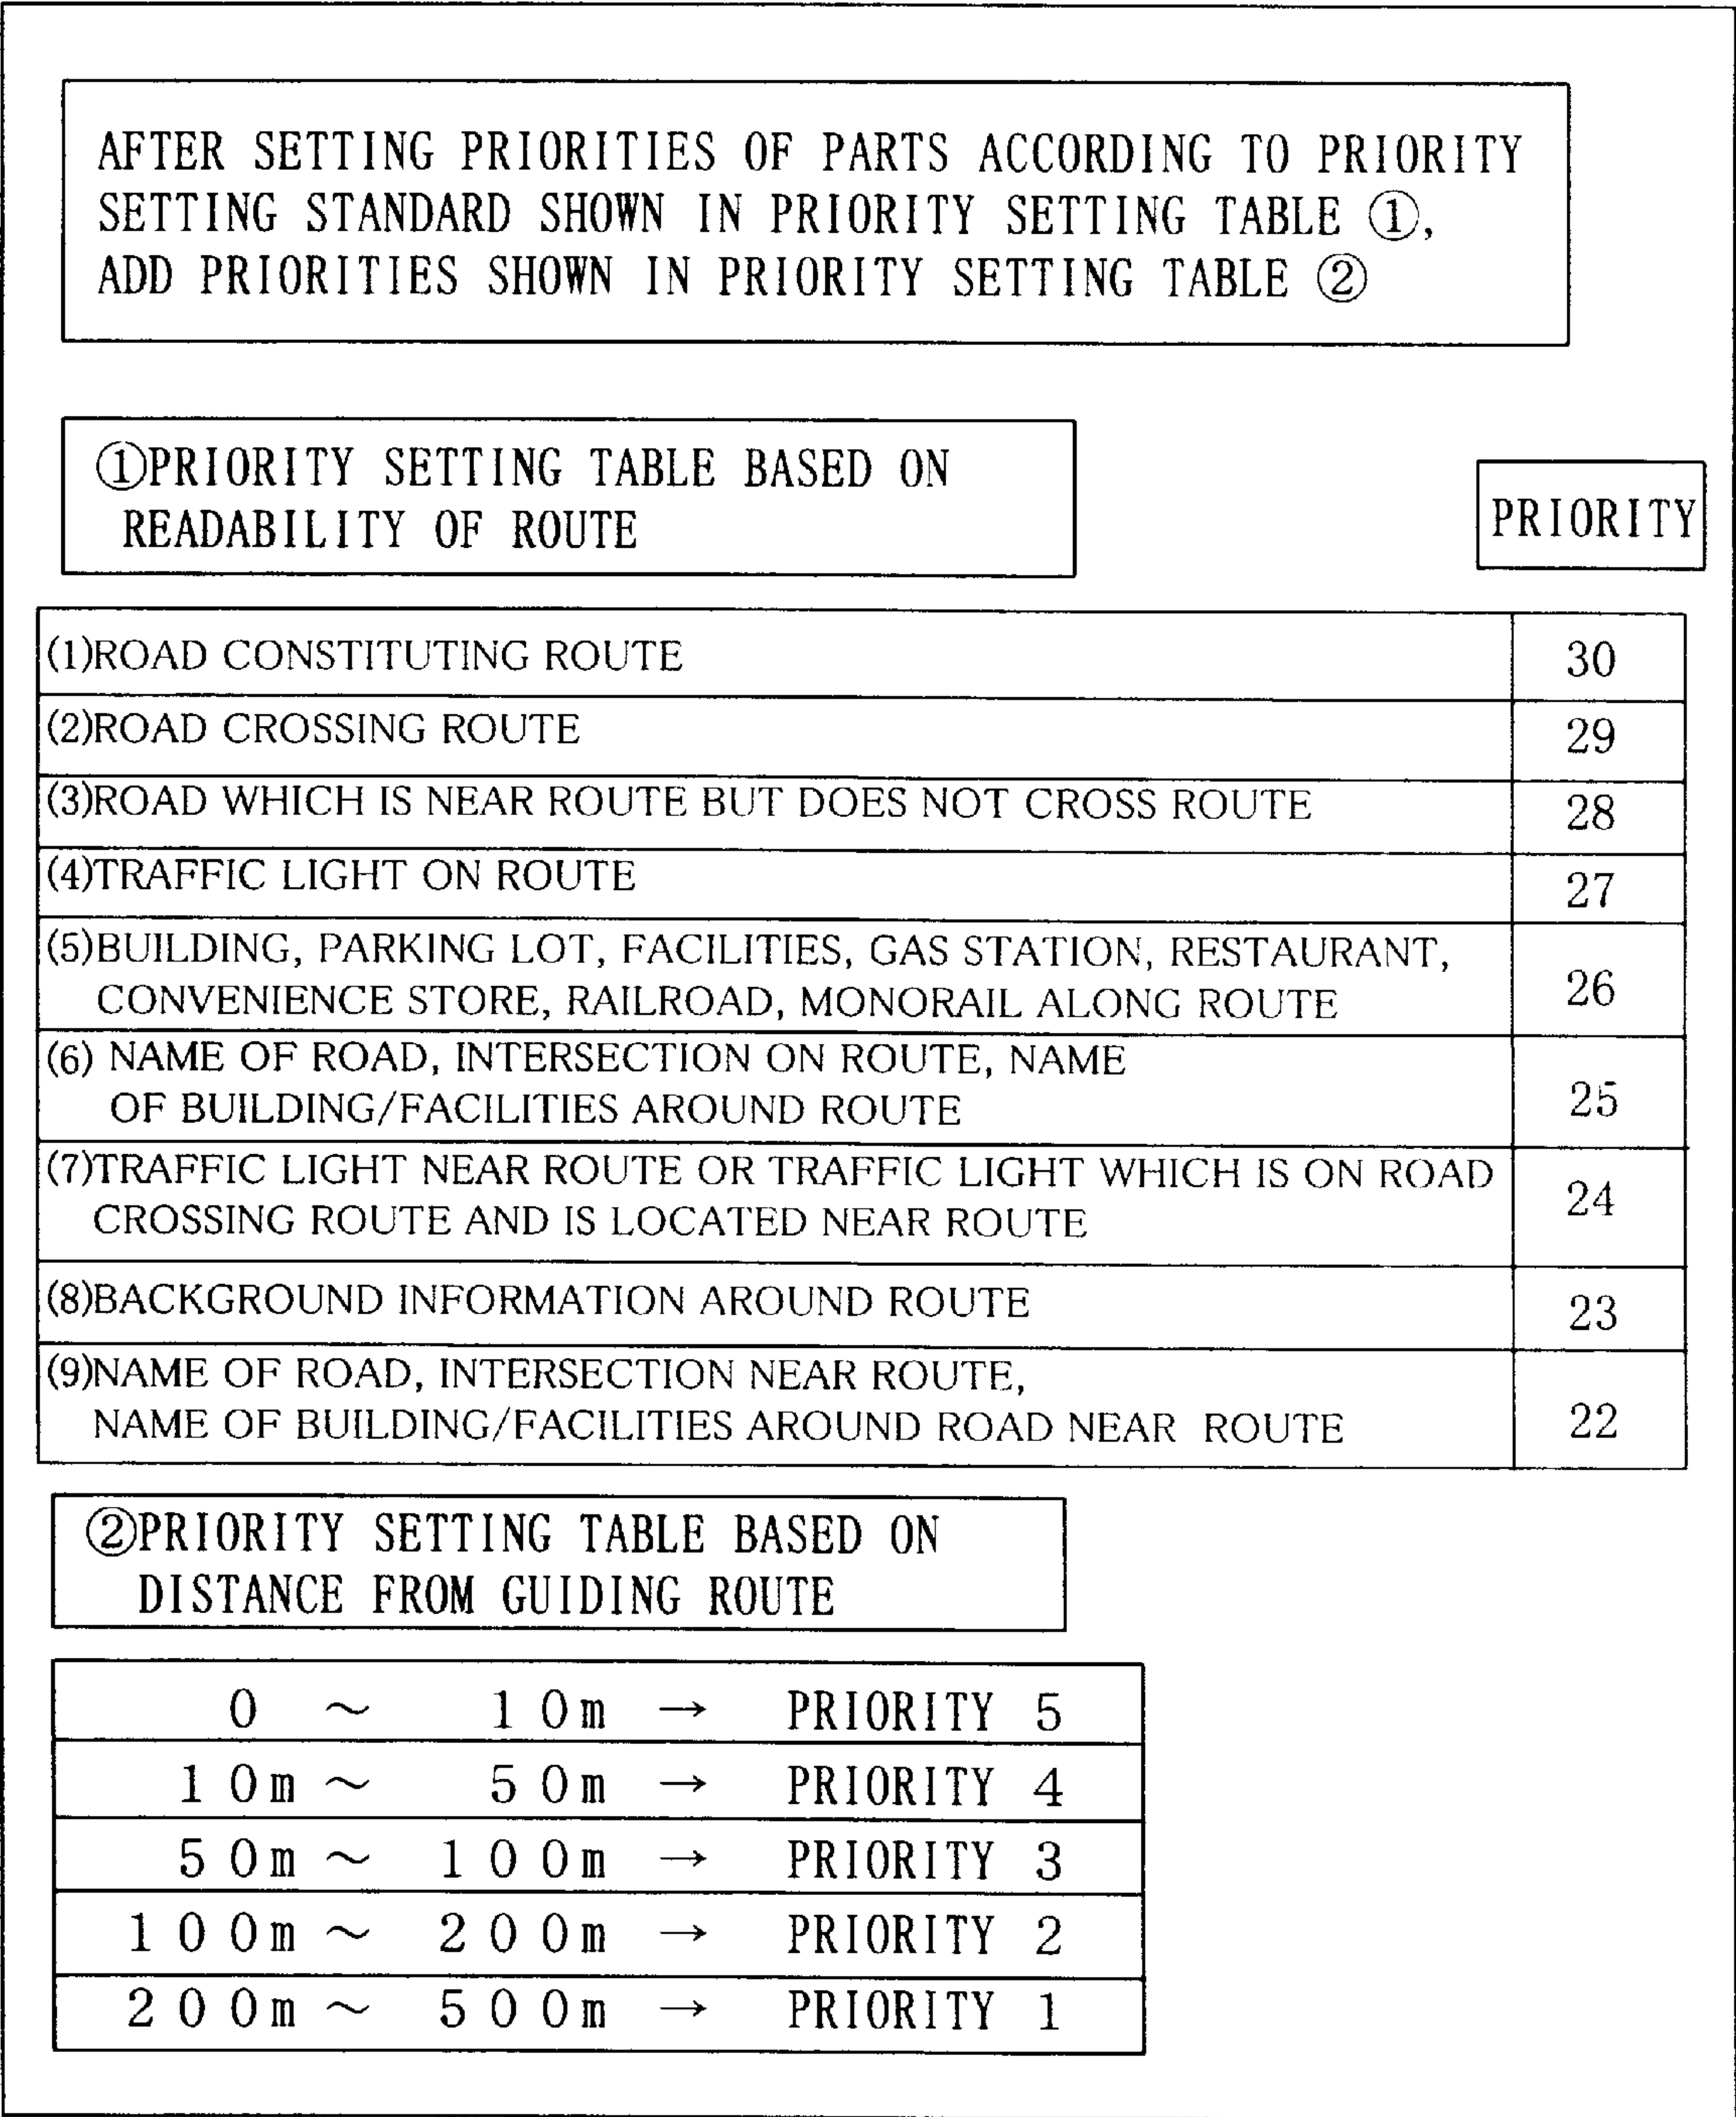 AFTER SETTING PRIORITIES OF PARTS ACCORDING TO PRIORITY
SETTING STANDARD SHOWN IN PRIORITY SETTING TABLE ①,
ADD PRIORITIES SHOWN IN PRIORITY SETTING TABLE ②
①PRIORITY SETTING TABLE BASED ON
READABILITY OF ROUTE
PRIORITY
(1)ROAD CONSTITUTING ROUTE 30
(2)ROAD CROSSING ROUTE 29
(3)ROAD WHICH IS NEAR ROUTE BUT DOES NOT CROSS ROUTE 28
(4)TRAFFIC LIGHT ON ROUTE 27
(5)BUILDING, PARKING LOT, FACILITIES, GAS STATION, RESTAURANT,
CONVENIENCE STORE, RAILROAD, MONORAIL ALONG ROUTE 26
(6) NAME OF ROAD, INTERSECTION ON ROUTE, NAME
OF BUILDING/FACILITIES AROUND ROUTE 25
(7)TRAFFIC LIGHT NEAR ROUTE OR TRAFFIC LIGHT WHICH IS ON ROAD
CROSSING ROUTE AND IS LOCATED NEAR ROUTE 24
(8)BACKGROUND INFORMATION AROUND ROUTE 23
(9)NAME OF ROAD, INTERSECTION NEAR ROUTE,
NAME OF BUILDING/FACILITIES AROUND ROAD NEAR ROUTE 22
②PRIORITY SETTING TABLE BASED ON
DISTANCE FROM GUIDING ROUTE
0 ~ 10m → PRIORITY 5
10m ~ 50m → PRIORITY 4
50m ~ 100m → PRIORITY 3
100m ~ 200m → PRIORITY 2
200m ~ 500m → PRIORITY 1